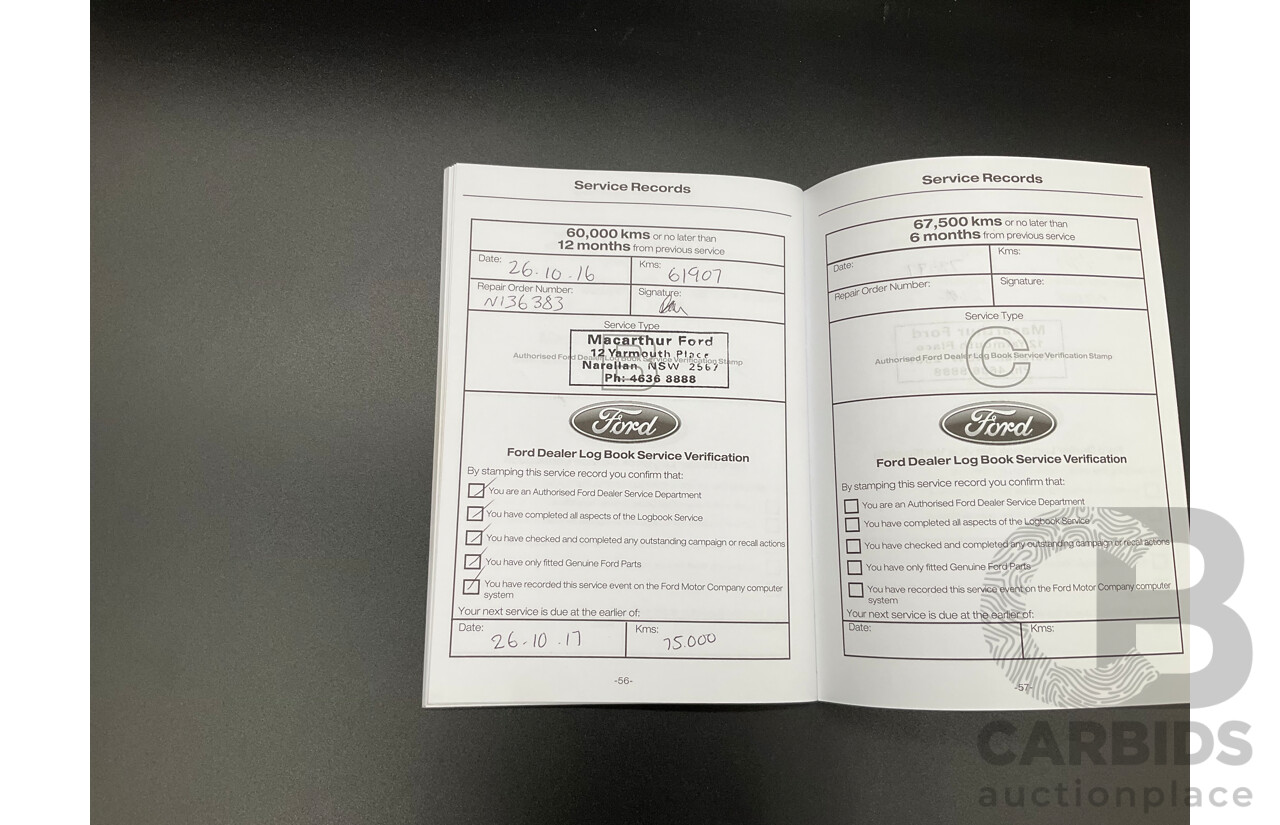 Service Records
60,000 kms or no later than
12 months from previous service
Date: 26.10.16
Kms: 61907
Repair Order Number: N136383
Signature:
Service Type
Macarthur Ford
12 Yarmouth Place
Authorised Ford Dealer Log Book Service Verification Stamp
B
Narellan NSW 2567
Ph: 4636 8888
Ford
Ford Dealer Log Book Service Verification
By stamping this service record you confirm that:
You are an Authorised Ford Dealer Service Department
You have completed all aspects of the Logbook Service
You have checked and completed any outstanding campaign or recall actions
You have only fitted Genuine Ford Parts
You have recorded this service event on the Ford Motor Company computer
system
Your next service is due at the earlier of:
Date: 26.10.17
Kms: 75.000
-56-
Service Records
67,500 kms or no later than
6 months from previous service
Date:
Kms:
Repair Order Number:
Signature:
Service Type
C
Authorised Ford Dealer Log Book Service Verification Stamp
Ford
Ford Dealer Log Book Service Verification
By stamping this service record you confirm that:
You are an Authorised Ford Dealer Service Department
You have completed all aspects of the Logbook Service
You have checked and completed any outstanding campaign or recall actions
You have only fitted Genuine Ford Parts
You have recorded this service event on the Ford Motor Company computer
system
Your next service is due at the earlier of:
Date:
Kms:
-57-
CB
CARBIDS
auctionplace